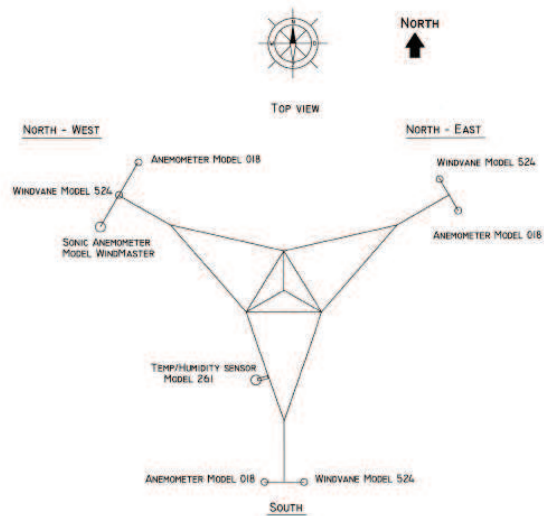 North
Top view
North - West
North - East
Anemometer Model 018
Windvane Model 524
Windvane Model 524
Anemometer Model 018
Sonic Anemometer
Model WindMaster
Temp/Humidity sensor
Model 261
Anemometer Model 018
Windvane Model 524
South